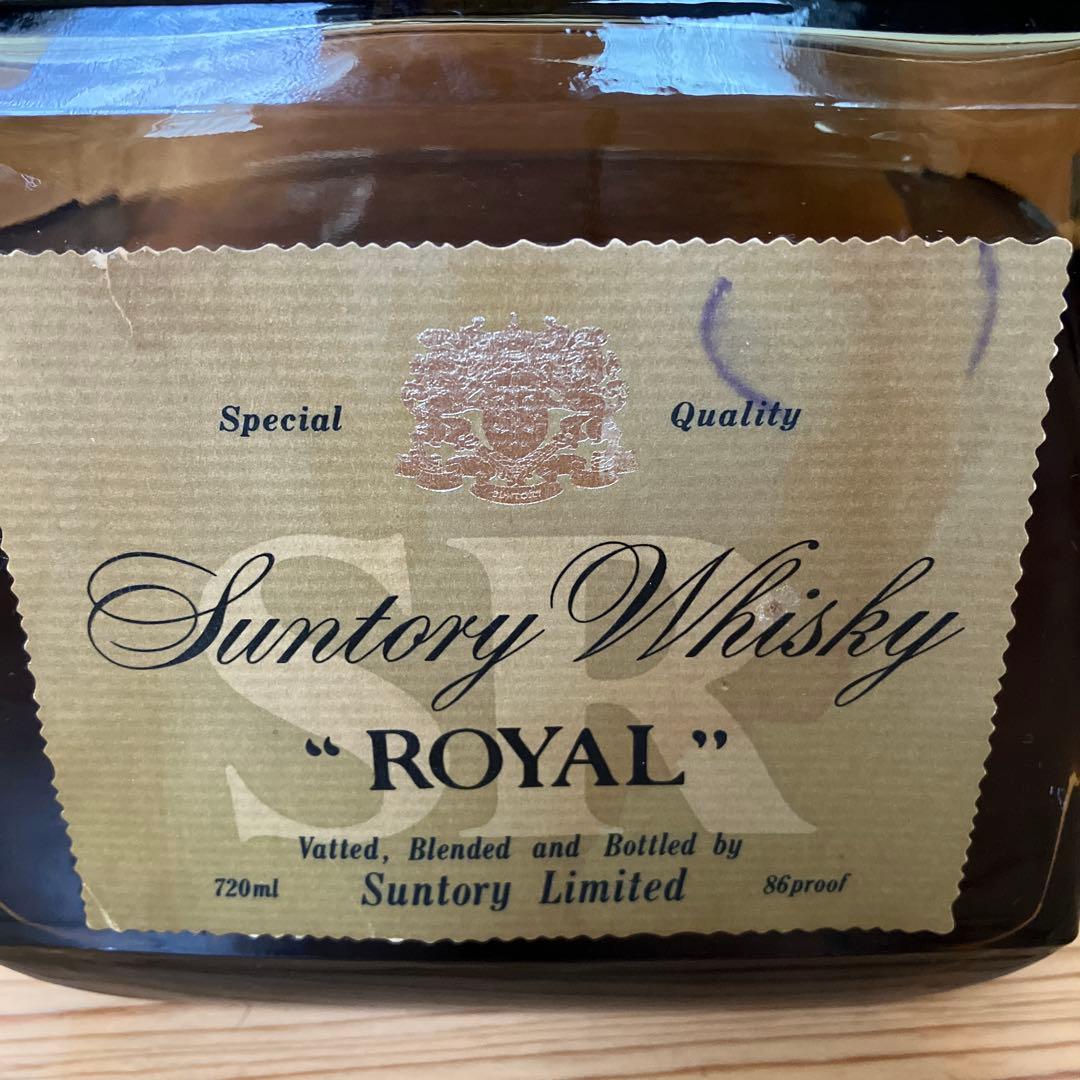 Special Quality
SR
Suntory Whisky
“ROYAL”
Vatted, Blended and Bottled by
720ml Suntory Limited 86proof